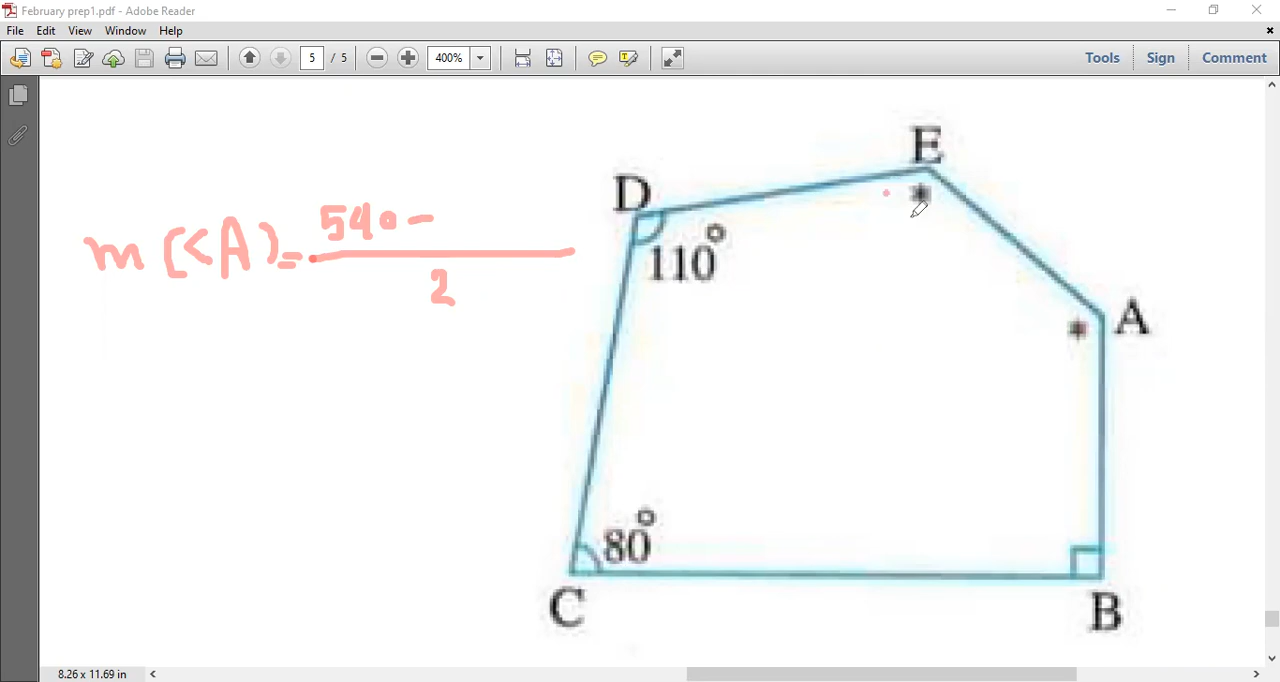 February prep1.pdf - Adobe Reader
File Edit View Window Help
5 / 5 400% Tools Sign Comment
E
D
110°
m(<A)= 540-
2
A
80°
C
B
8.26 x 11.69 in